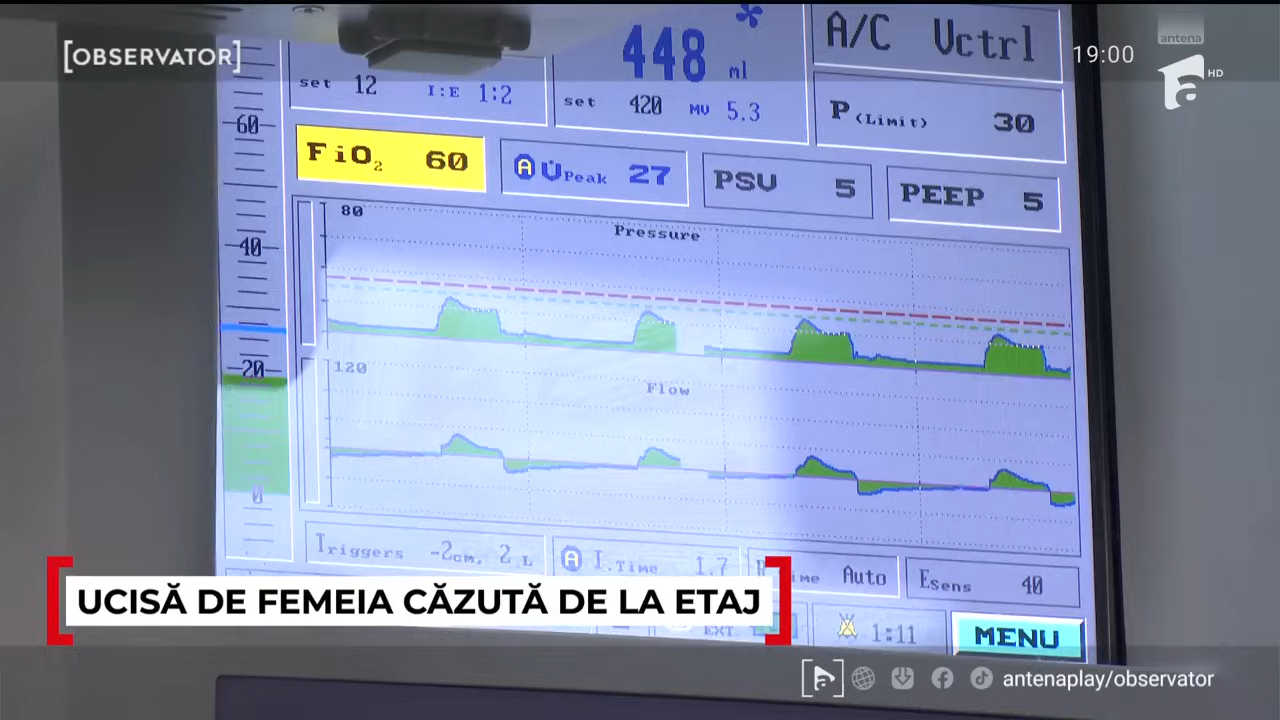 [OBSERVATOR]
antena
HD
19:00
448 ml
A/C Vctrl
set 12 I:E 1:2
set 420 MV 5.3
P(Limit) 30
60
FiO2 60
A V̇Peak 27
PSV 5
PEEP 5
80
Pressure
40
20
120
Flow
0
Triggers -2cm, 2 L
A I.Time 1.7
Auto
Esens 40
UCISĂ DE FEMEIA CĂZUTĂ DE LA ETAJ
EXT
1:11
MENU
antenaplay/observator